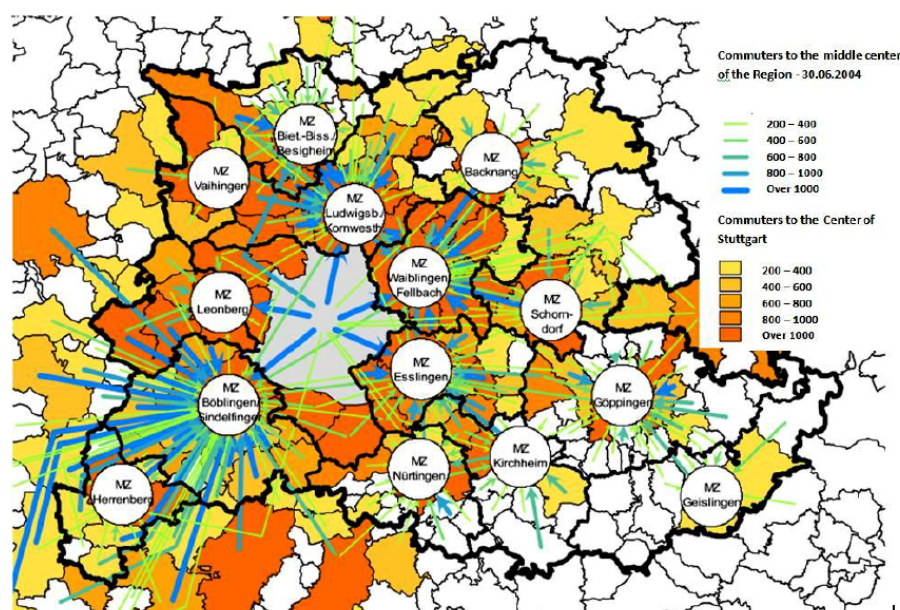 Commuters to the middle center
of the Region - 30.06.2004
200 – 400
400 – 600
600 – 800
800 – 1000
Over 1000
Commuters to the Center of
Stuttgart
200 – 400
400 – 600
600 – 800
800 – 1000
Over 1000
MZ
Biet.-Biss./
Besigheim
MZ
Backnang
MZ
Vaihingen
MZ
Ludwigsb./
Kornwesth.
MZ
Waiblingen/
Fellbach
MZ
Leonberg
MZ
Schorn-
dorf
MZ
Esslingen
MZ
Böblingen/
Sindelfingen
MZ
Göppingen
MZ
Nürtingen
MZ
Kirchheim
MZ
Herrenberg
MZ
Geislingen